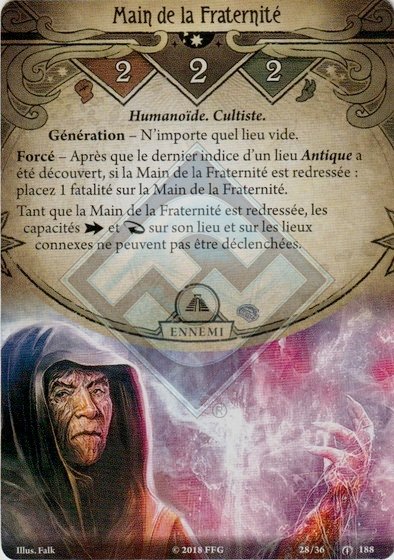 Main de la Fraternité
2 2 2
Humanoïde. Cultiste.
Génération – N'importe quel lieu vide.
Forcé – Après que le dernier indice d'un lieu Antique a
été découvert, si la Main de la Fraternité est redressée :
placez 1 fatalité sur la Main de la Fraternité.
Tant que la Main de la Fraternité est redressée, les
capacités et sur son lieu et sur les lieux
connexes ne peuvent pas être déclenchées.
ENNEMI
®
Illus. Falk © 2018 FFG 28/36 188